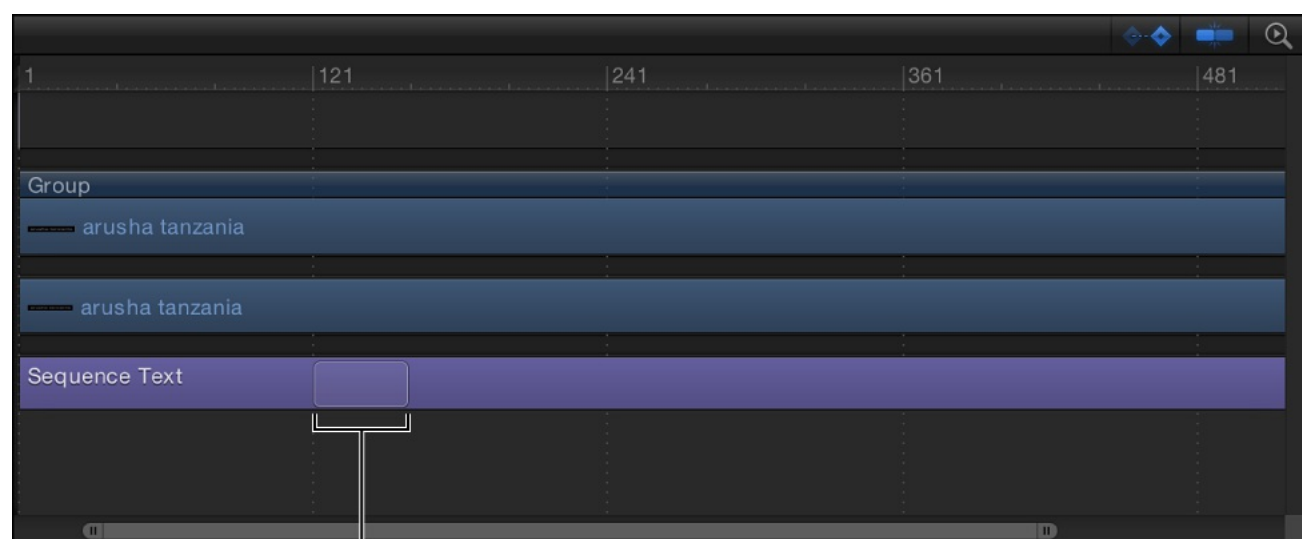 1 121 241 361 481
Group
arusha tanzania
arusha tanzania
Sequence Text